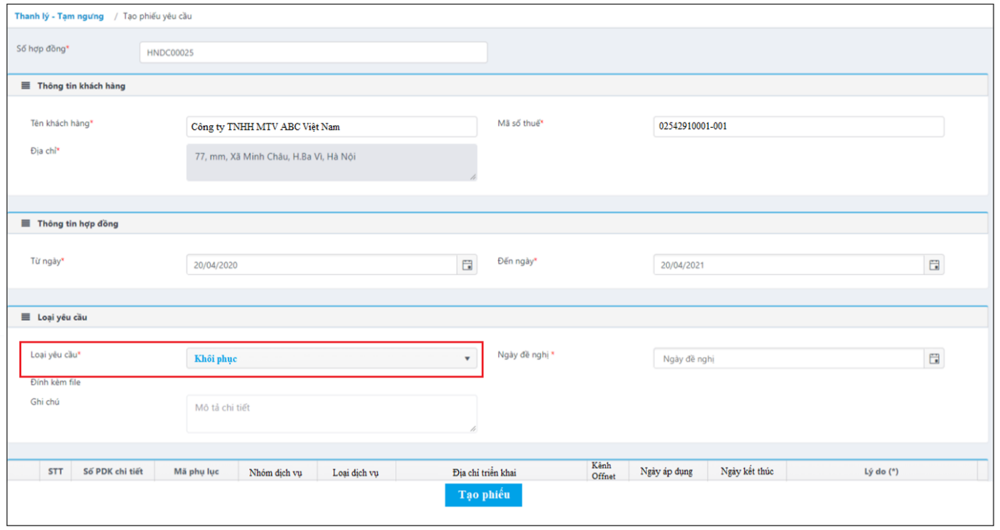 Thanh lý - Tạm ngưng / Tạo phiếu yêu cầu
Số hợp đồng* HNDC00025
Thông tin khách hàng
Tên khách hàng* Công ty TNHH MTV ABC Việt Nam Mã số thuế* 02542910001-001
Địa chỉ* 77, mm, Xã Minh Châu, H.Ba Vì, Hà Nội
Thông tin hợp đồng
Từ ngày* 20/04/2020 Đến ngày* 20/04/2021
Loại yêu cầu
Loại yêu cầu* Khôi phục Ngày đề nghị * Ngày đề nghị
Đính kèm file
Ghi chú Mô tả chi tiết
STT Số PDK chi tiết Mã phụ lục Nhóm dịch vụ Loại dịch vụ Địa chỉ triển khai Kênh Offnet Ngày áp dụng Ngày kết thúc Lý do (*)
Tạo phiếu